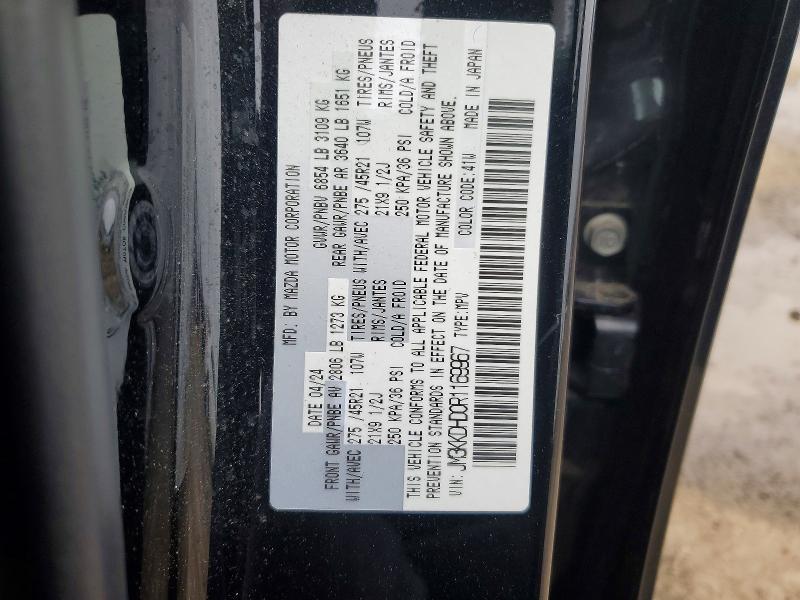 MFD. BY MAZDA MOTOR CORPORATION
DATE 04/24 GVWR/PNBV 6854 LB 3109 KG
FRONT GAWR/PNBE AV 2806 LB 1273 KG REAR GAWR/PNBE AR 3640 LB 1651 KG
WITH/AVEC 275 /45R21 107W TIRES/PNEUS WITH/AVEC 275 /45R21 107W TIRES/PNEUS
21X9 1/2J RIMS/JANTES 21X9 1/2J RIMS/JANTES
250 KPA/36 PSI COLD/A FROID 250 KPA/36 PSI COLD/A FROID
THIS VEHICLE CONFORMS TO ALL APPLICABLE FEDERAL MOTOR VEHICLE SAFETY AND THEFT
PREVENTION STANDARDS IN EFFECT ON THE DATE OF MANUFACTURE SHOWN ABOVE.
VIN: JM3KKDHD0R1169967 TYPE:MPV COLOR CODE:41W MADE IN JAPAN